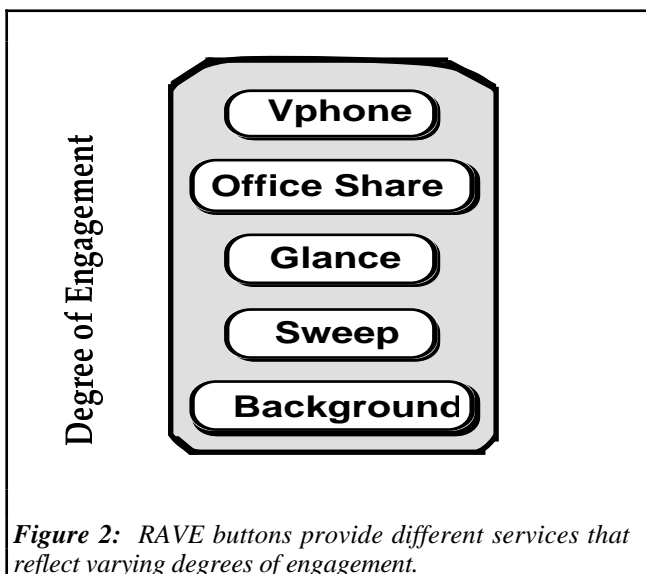 Degree of Engagement
Vphone
Office Share
Glance
Sweep
Background
Figure 2: RAVE buttons provide different services that
reflect varying degrees of engagement.